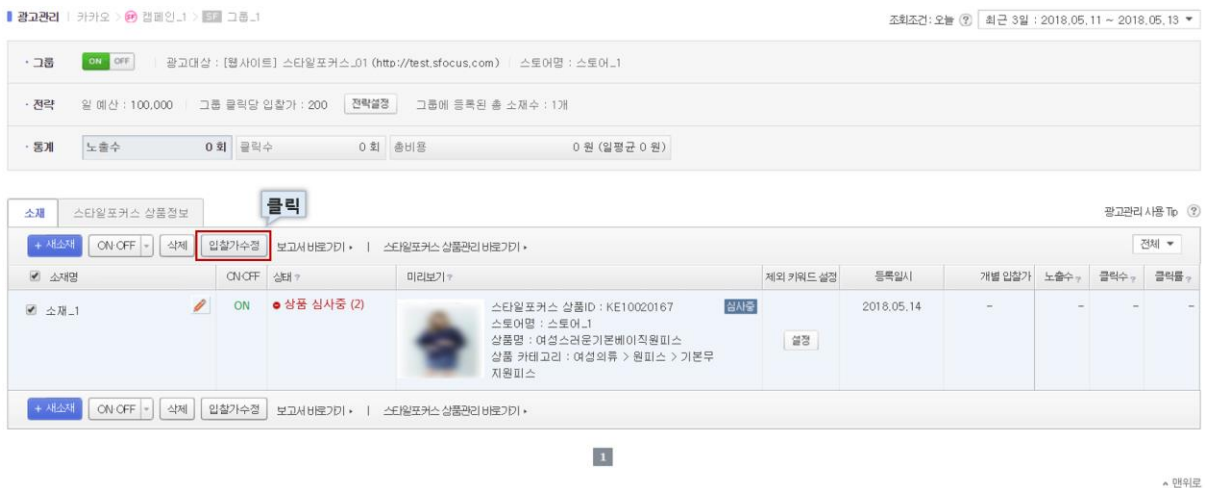 광고관리 | 카카오 > SF 캠페인_1 > SF 그룹_1
조회조건 : 오늘 ? 최근 3일 : 2018.05.11 ~ 2018.05.13
· 그룹 ON OFF 광고대상 : [웹사이트] 스타일포커스_01 (http://test.sfocus.com) 스토어명 : 스토어_1
· 전략 일 예산 : 100,000 그룹 클릭당 입찰가 : 200 전략설정 그룹에 등록된 총 소재수 : 1개
· 통계 노출수 0 회 클릭수 0 회 총비용 0 원 (일평균 0 원)
클릭
소재 스타일포커스 상품정보 광고관리 사용 Tip ?
+ 새소재 ON·OFF 삭제 입찰가수정 보고서 바로가기 | 스타일포커스 상품관리 바로가기 전체
소재명 ON·OFF 상태 ? 미리보기 ? 제외 키워드 설정 등록일시 개별 입찰가 노출수 클릭수 클릭률
소재_1 ON 상품 심사중 (2) 스타일포커스 상품ID : KE10020167 심사중 설정 2018.05.14 - - - -
스토어명 : 스토어_1
상품명 : 여성스러운기본베이직원피스
상품 카테고리 : 여성의류 > 원피스 > 기본무
지원피스
+ 새소재 ON·OFF 삭제 입찰가수정 보고서 바로가기 | 스타일포커스 상품관리 바로가기
1
맨위로